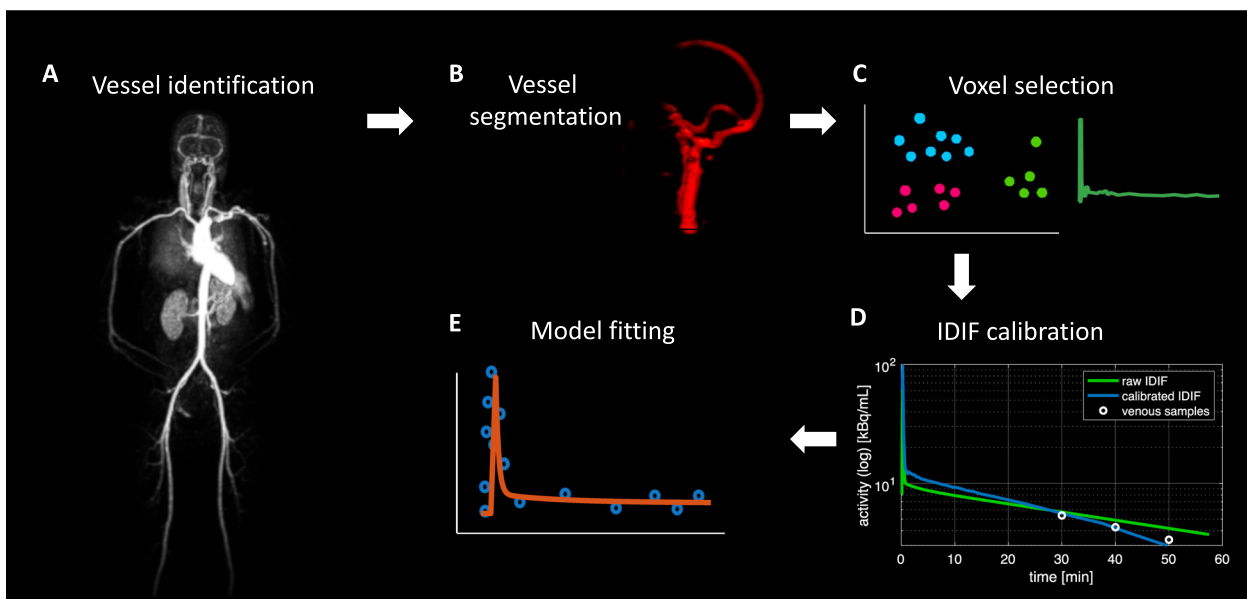 A
Vessel identification
B
Vessel
segmentation
C
Voxel selection
D
IDIF calibration
10²
10¹
activity (log) [kBq/mL]
raw IDIF
calibrated IDIF
venous samples
0 10 20 30 40 50 60
time [min]
E
Model fitting